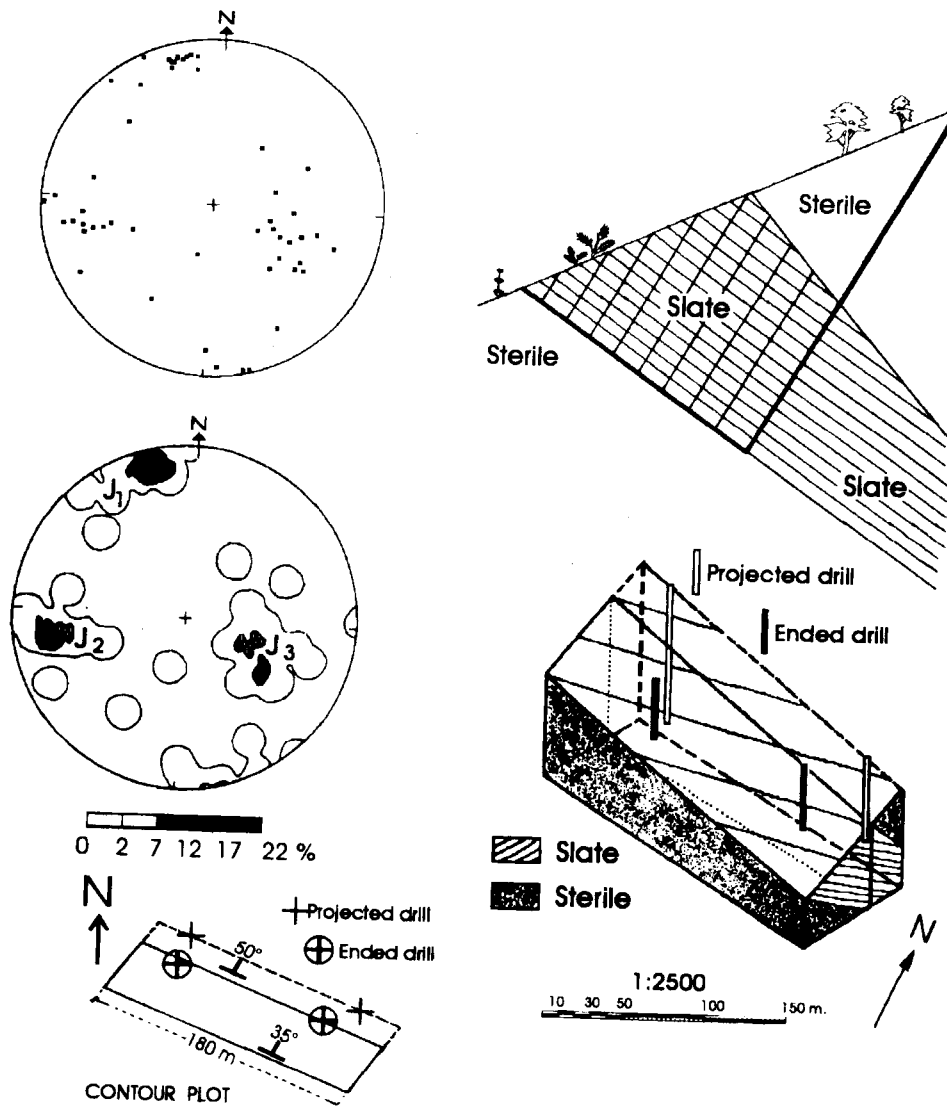 N
Sterile
Slate
Sterile
Slate
N
J1
J2
J3
0 2 7 12 17 22 %
Projected drill
Ended drill
Slate
Sterile
N
Projected drill
Ended drill
50°
35°
180 m
CONTOUR PLOT
1:2500
10 30 50 100 150 m.
N